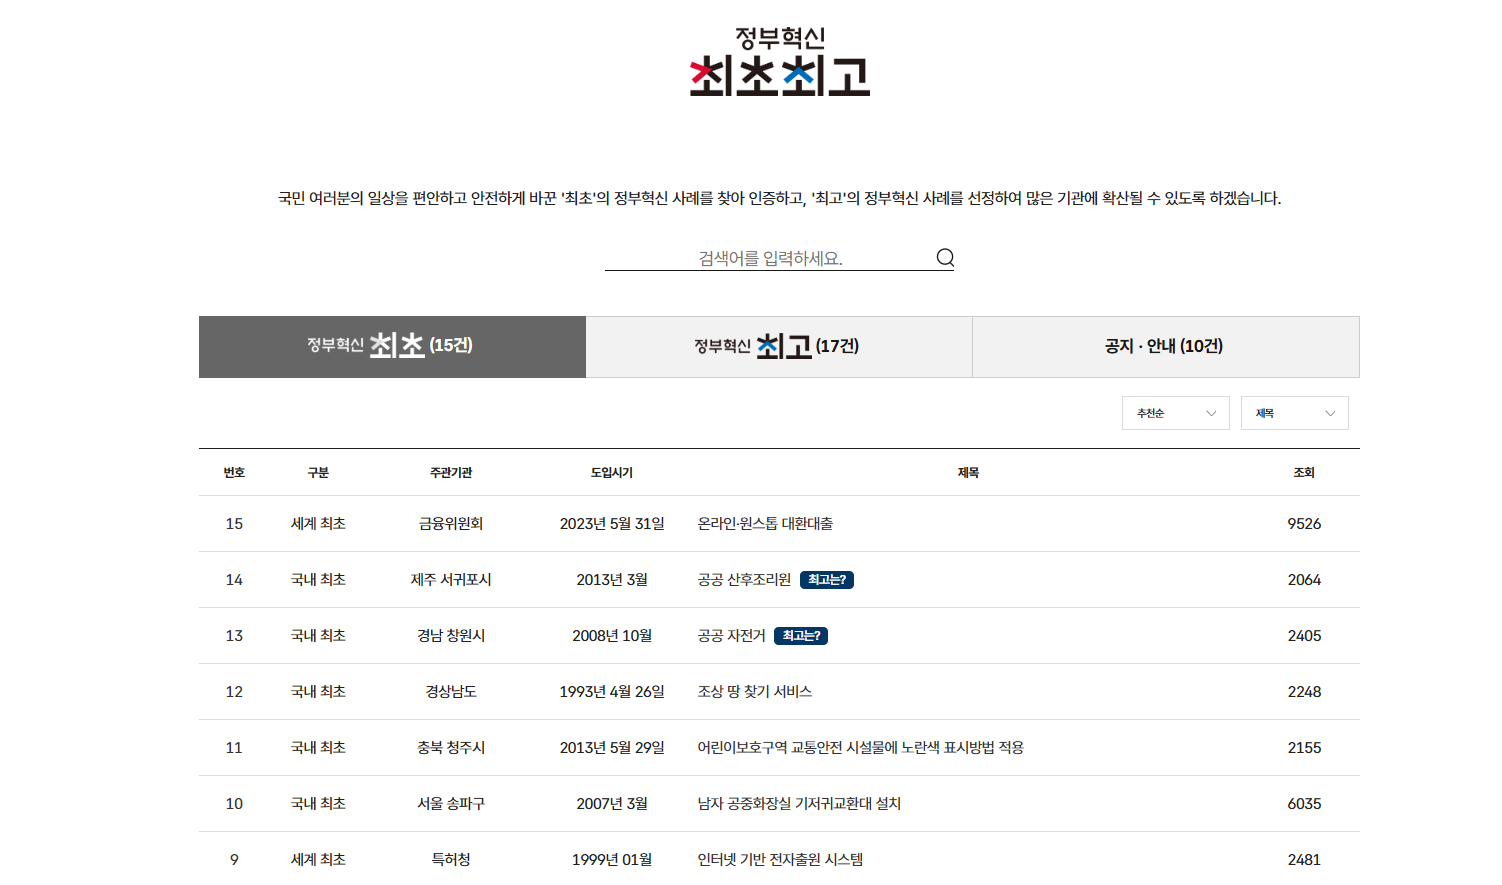 정부혁신
최초최고
국민 여러분의 일상을 편안하고 안전하게 바꾼 '최초'의 정부혁신 사례를 찾아 인증하고, '최고'의 정부혁신 사례를 선정하여 많은 기관에 확산될 수 있도록 하겠습니다.
검색어를 입력하세요.
정부혁신 최초 (15건) 정부혁신 최고 (17건) 공지 · 안내 (10건)
추천순 제목
번호 구분 주관기관 도입시기 제목 조회
15 세계 최초 금융위원회 2023년 5월 31일 온라인·원스톱 대환대출 9526
14 국내 최초 제주 서귀포시 2013년 3월 공공 산후조리원 최고는? 2064
13 국내 최초 경남 창원시 2008년 10월 공공 자전거 최고는? 2405
12 국내 최초 경상남도 1993년 4월 26일 조상 땅 찾기 서비스 2248
11 국내 최초 충북 청주시 2013년 5월 29일 어린이보호구역 교통안전 시설물에 노란색 표시방법 적용 2155
10 국내 최초 서울 송파구 2007년 3월 남자 공중화장실 기저귀교환대 설치 6035
9 세계 최초 특허청 1999년 01월 인터넷 기반 전자출원 시스템 2481